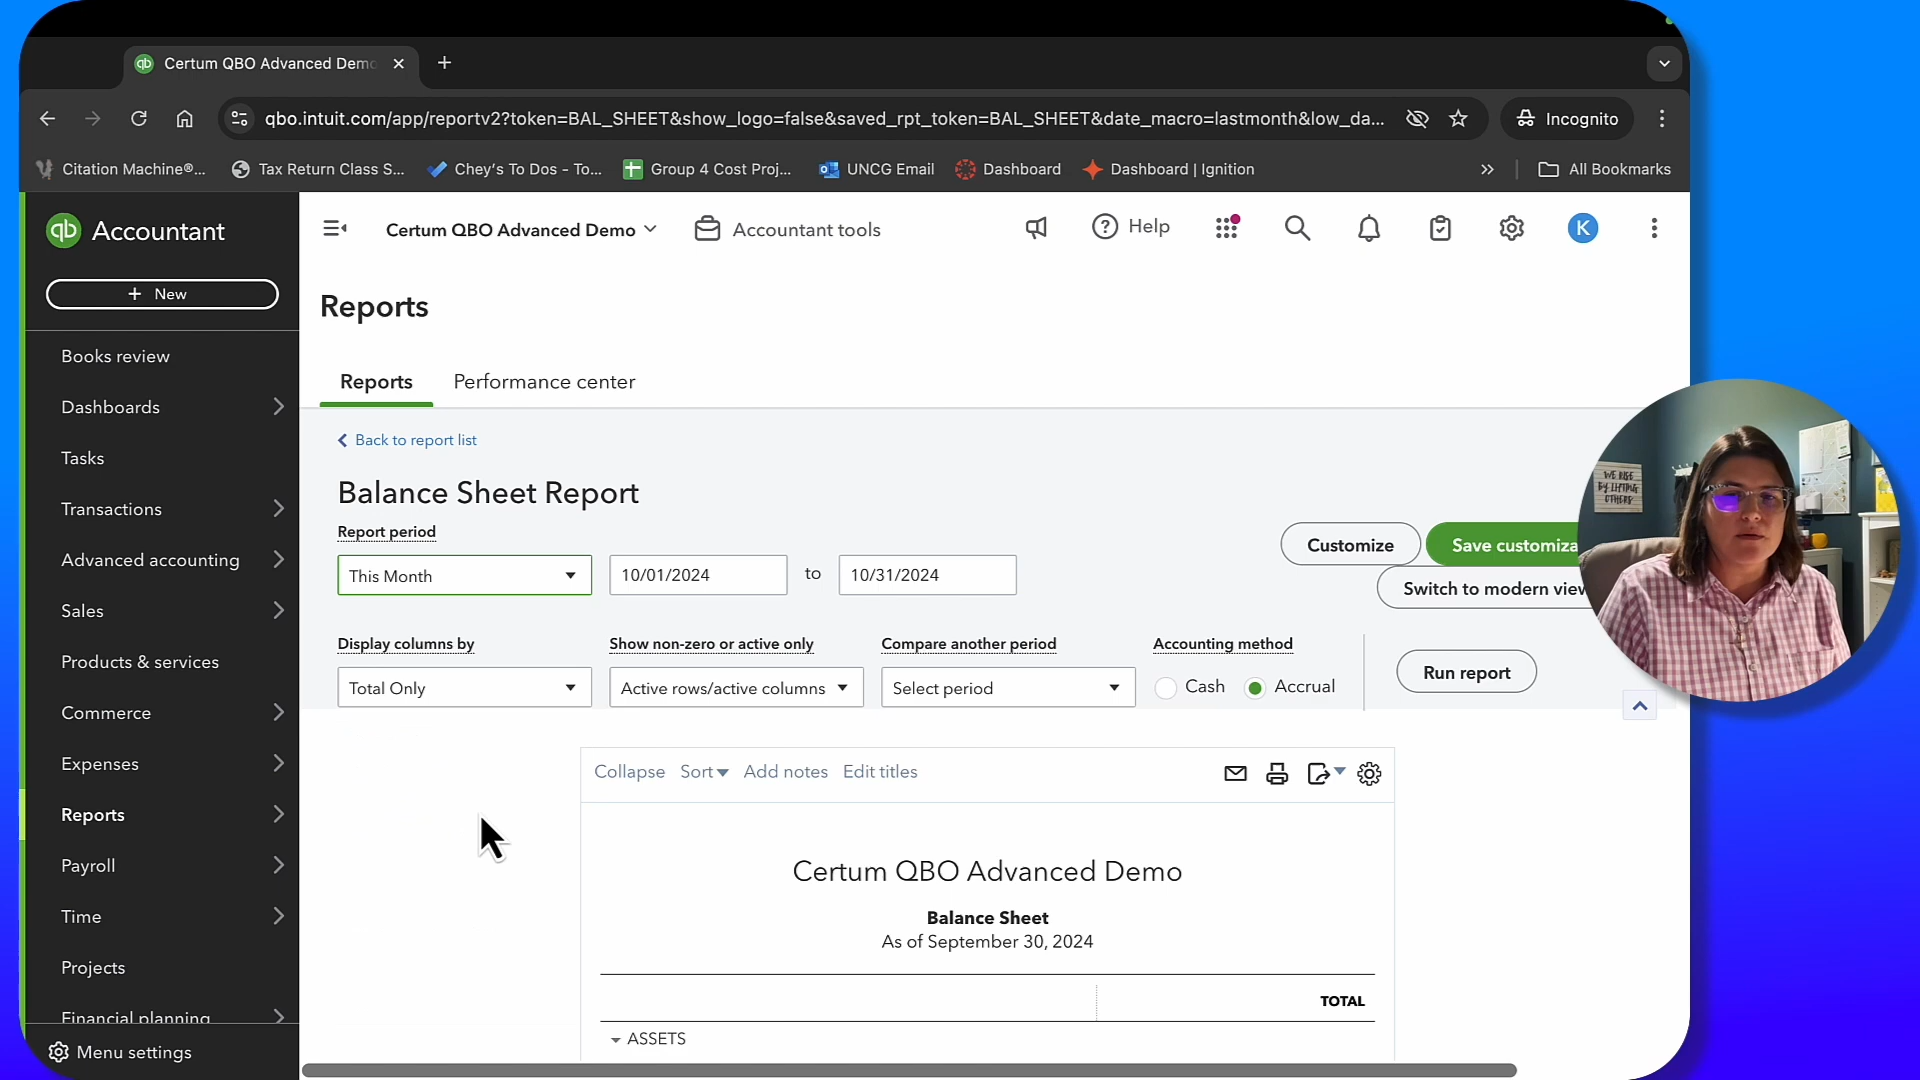 Certum QBO Advanced Demo
qbo.intuit.com/app/reportv2?token=BAL_SHEET&show_logo=false&saved_rpt_token=BAL_SHEET&date_macro=lastmonth&low_da...
Incognito
Citation Machine®...
Tax Return Class S...
Chey's To Dos - To...
Group 4 Cost Proj...
UNCG Email
Dashboard
Dashboard | Ignition
All Bookmarks
qb Accountant
Certum QBO Advanced Demo
Accountant tools
Help
K
+ New
Books review
Dashboards
Tasks
Transactions
Advanced accounting
Sales
Products & services
Commerce
Expenses
Reports
Payroll
Time
Projects
Financial planning
Menu settings
Reports
Reports
Performance center
Back to report list
Balance Sheet Report
Report period
This Month
10/01/2024
to
10/31/2024
Customize
Save customiza
Switch to modern view
Display columns by
Show non-zero or active only
Compare another period
Accounting method
Total Only
Active rows/active columns
Select period
Cash
Accrual
Run report
WE RISE
BY LIFTING
OTHERS
Collapse
Sort
Add notes
Edit titles
Certum QBO Advanced Demo
Balance Sheet
As of September 30, 2024
TOTAL
ASSETS